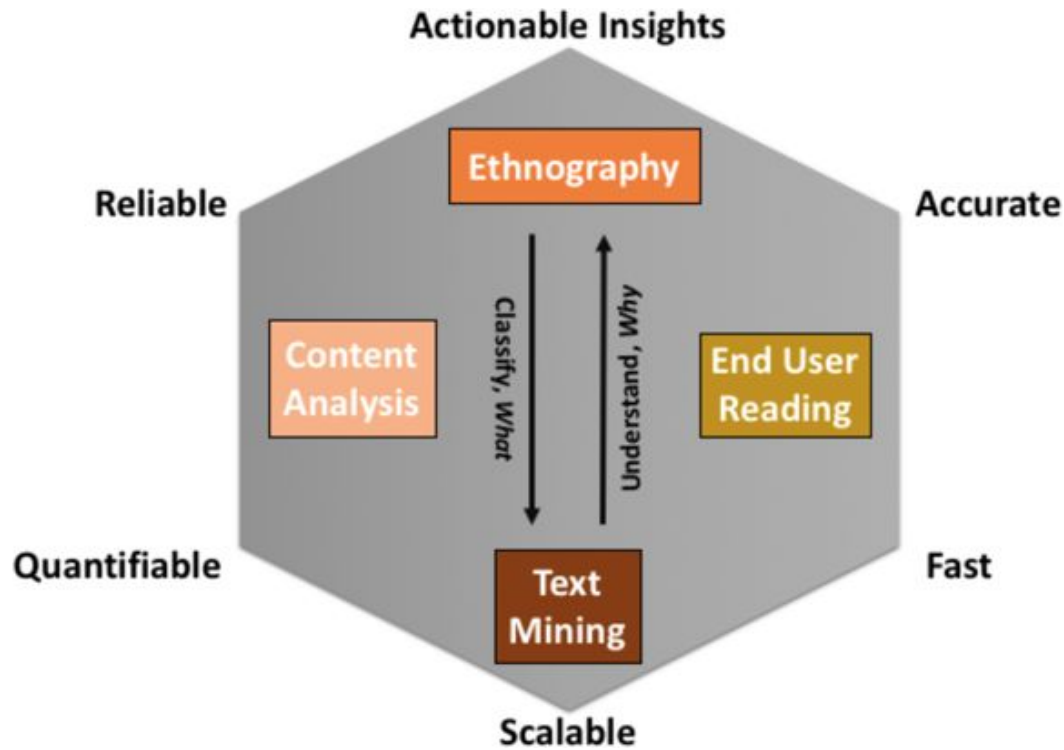 Actionable Insights
Ethnography
Reliable
Accurate
Classify, What
Understand, Why
Content
Analysis
End User
Reading
Quantifiable
Fast
Text
Mining
Scalable